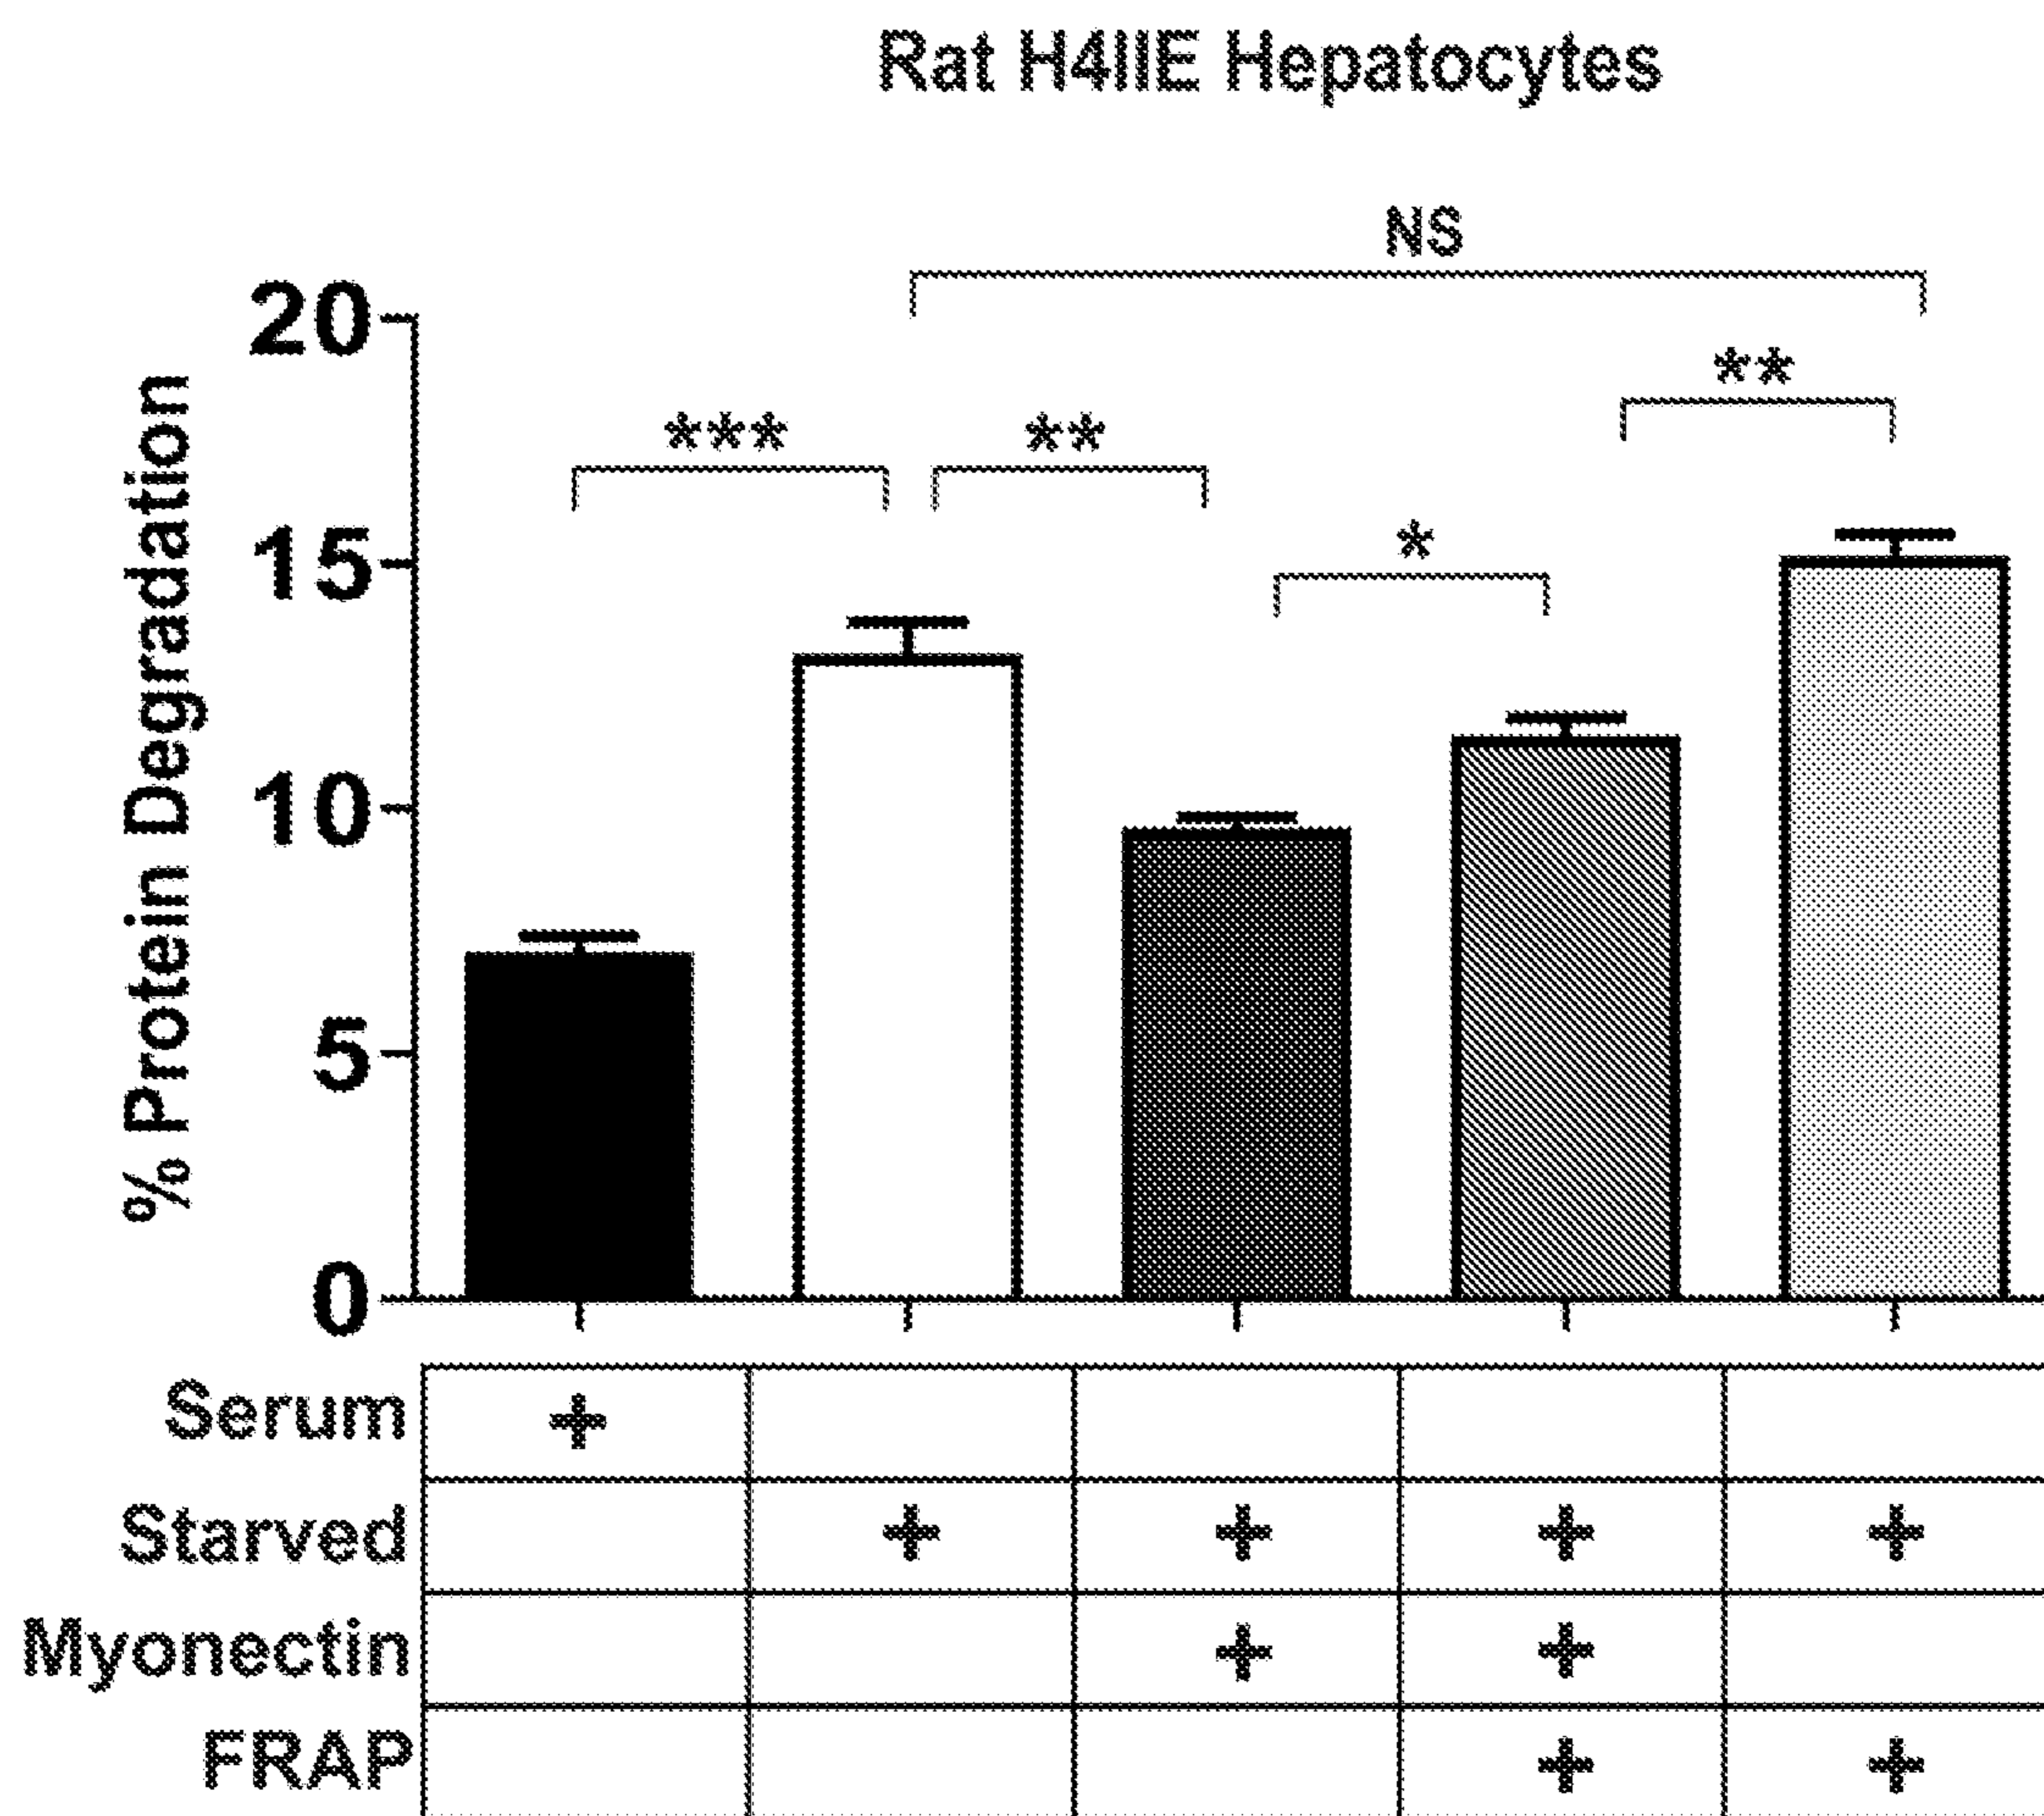 Rat H4IIE Hepatocytes
NS
20
**
***
**
15
*
% Protein Degradation
10
5
0
Serum +
Starved + + + +
Myonectin + +
FRAP + +